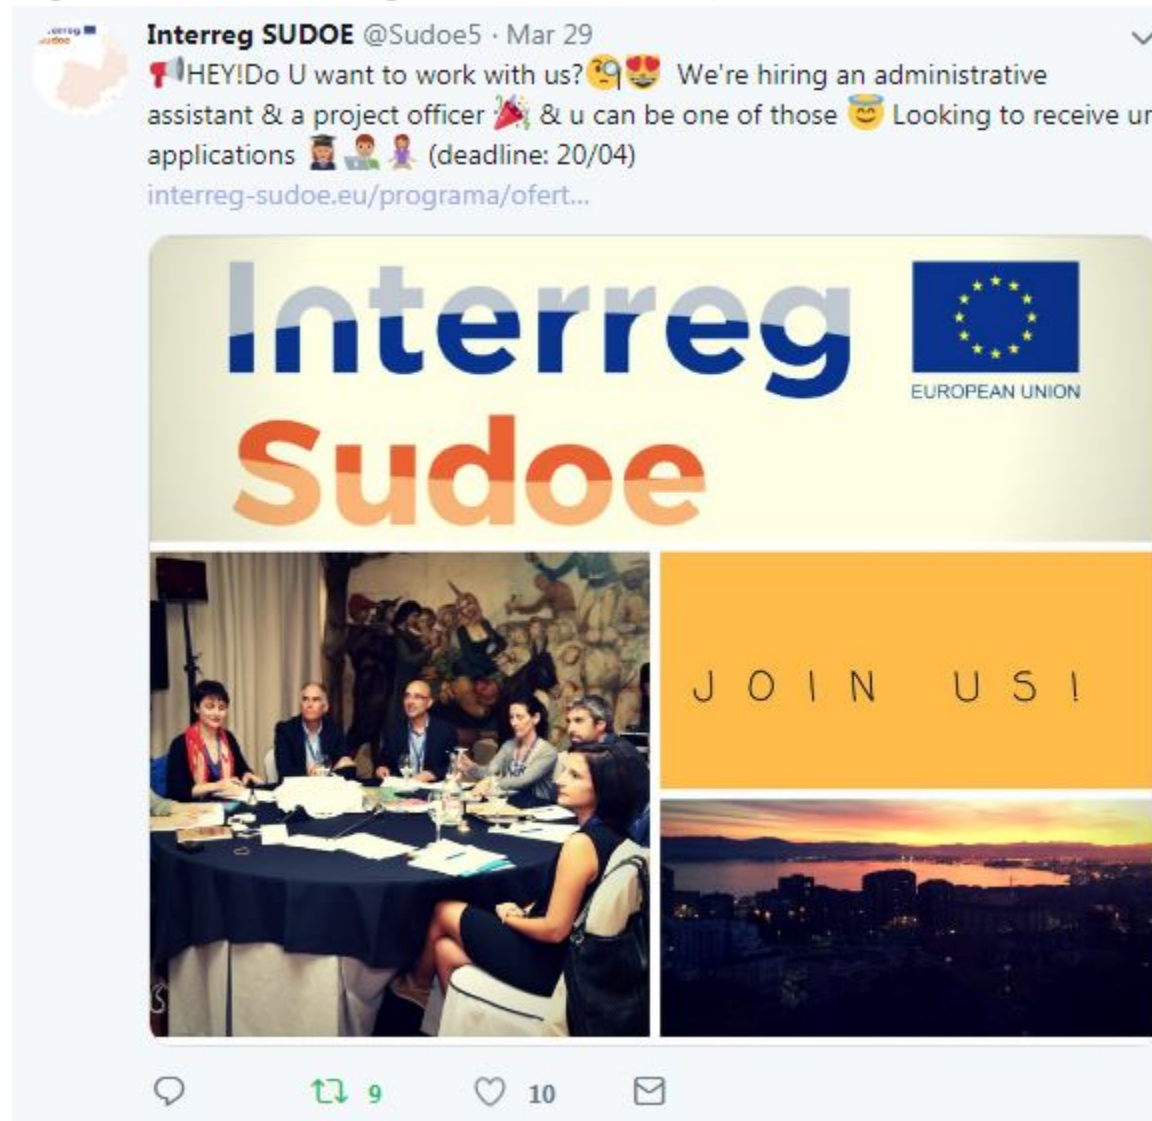 Interreg SUDOE @Sudoe5 · Mar 29
📢HEY!Do U want to work with us?🧐😍 We're hiring an administrative
assistant & a project officer 🎉 & u can be one of those 😇 Looking to receive ur
applications 👩🏽‍🎓👨🏽‍💻🧘🏽‍♀️ (deadline: 20/04)
interreg-sudoe.eu/programa/ofert...
Interreg
EUROPEAN UNION
Sudoe
JOIN US!
9 10